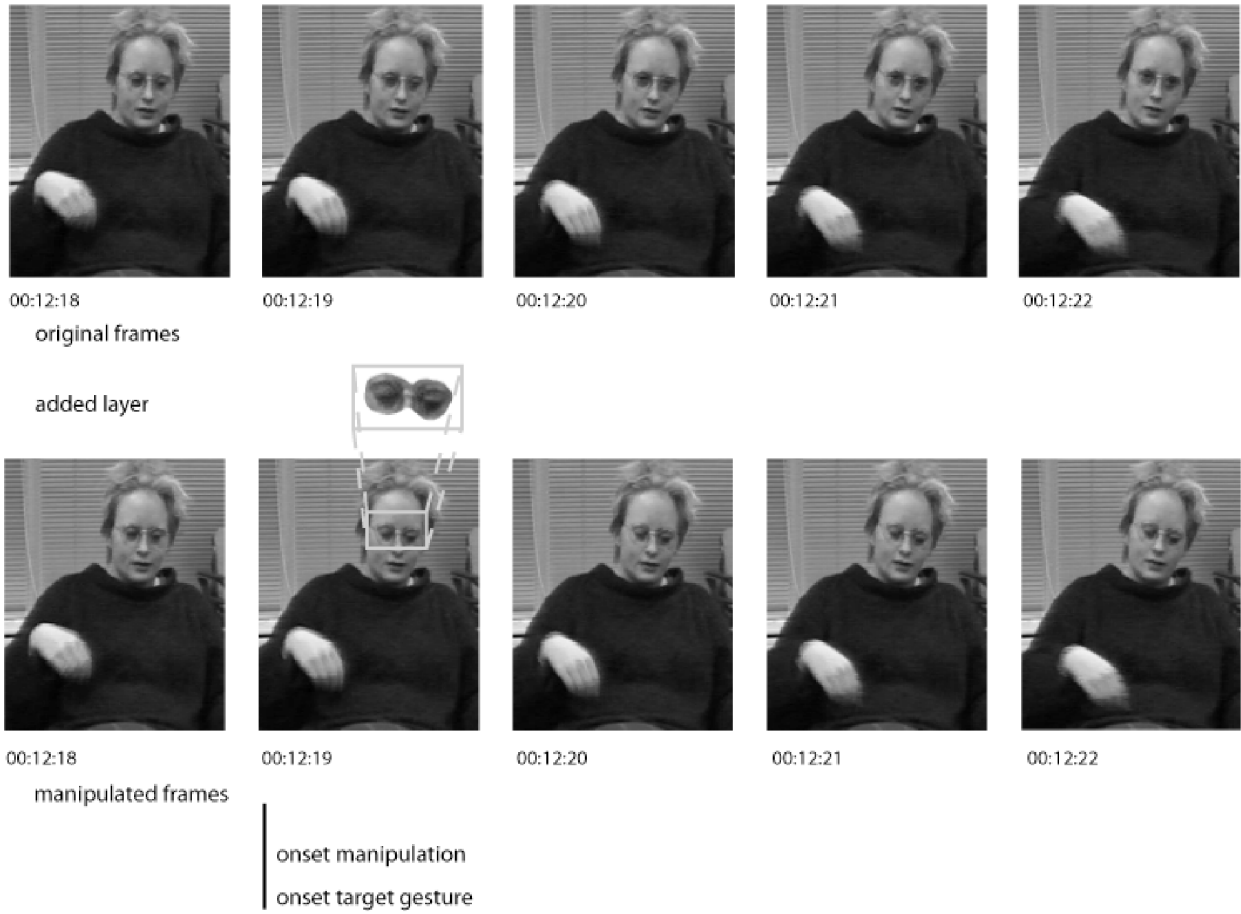 00:12:18 00:12:19 00:12:20 00:12:21 00:12:22
original frames
added layer
00:12:18 00:12:19 00:12:20 00:12:21 00:12:22
manipulated frames
onset manipulation
onset target gesture